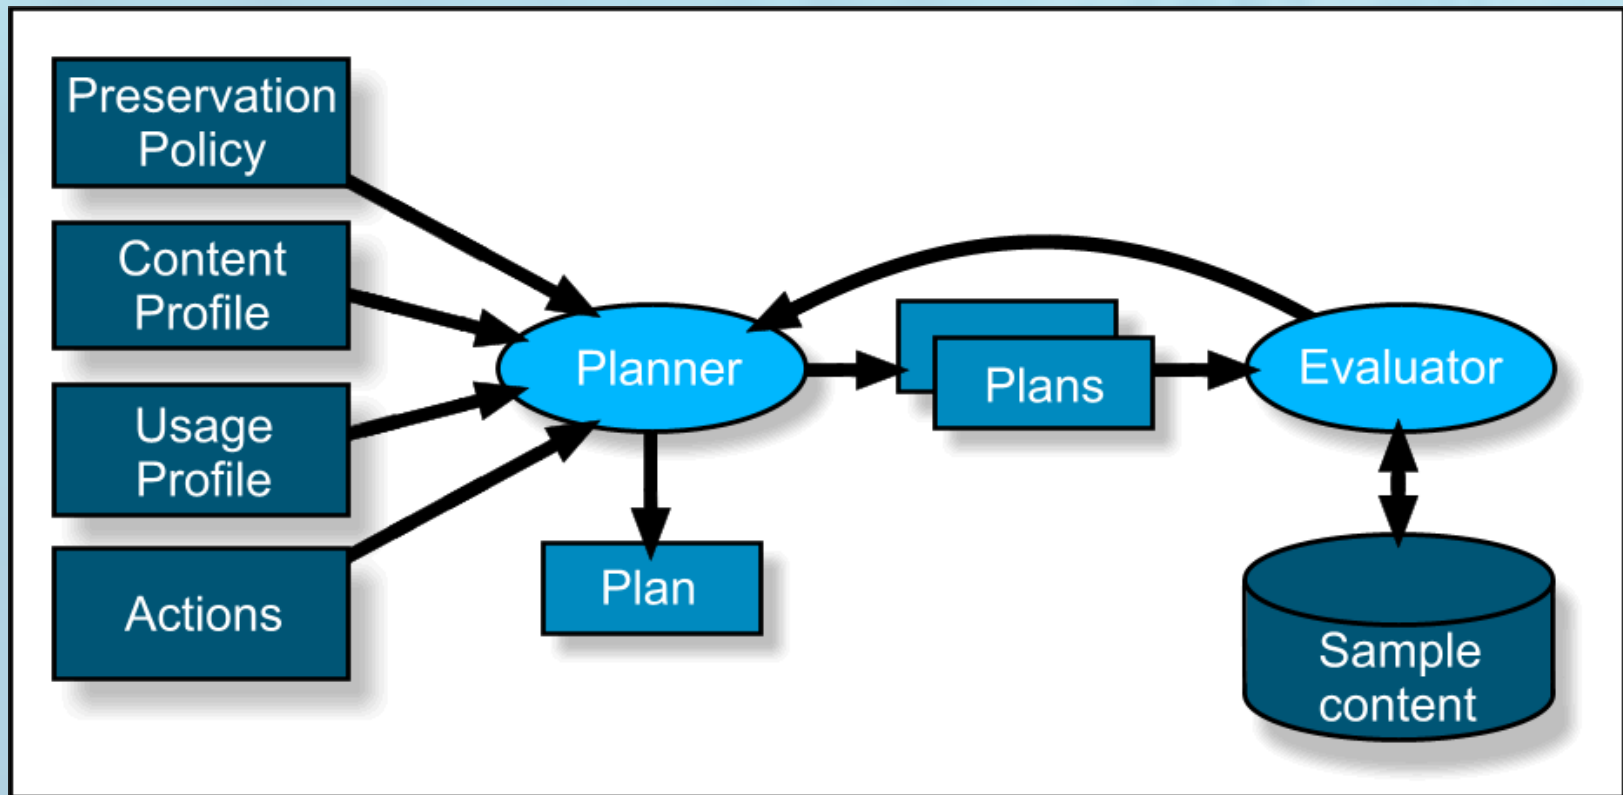 Preservation
Policy
Content
Profile
Usage
Profile
Actions
Planner
Plan
Plans
Evaluator
Sample
content